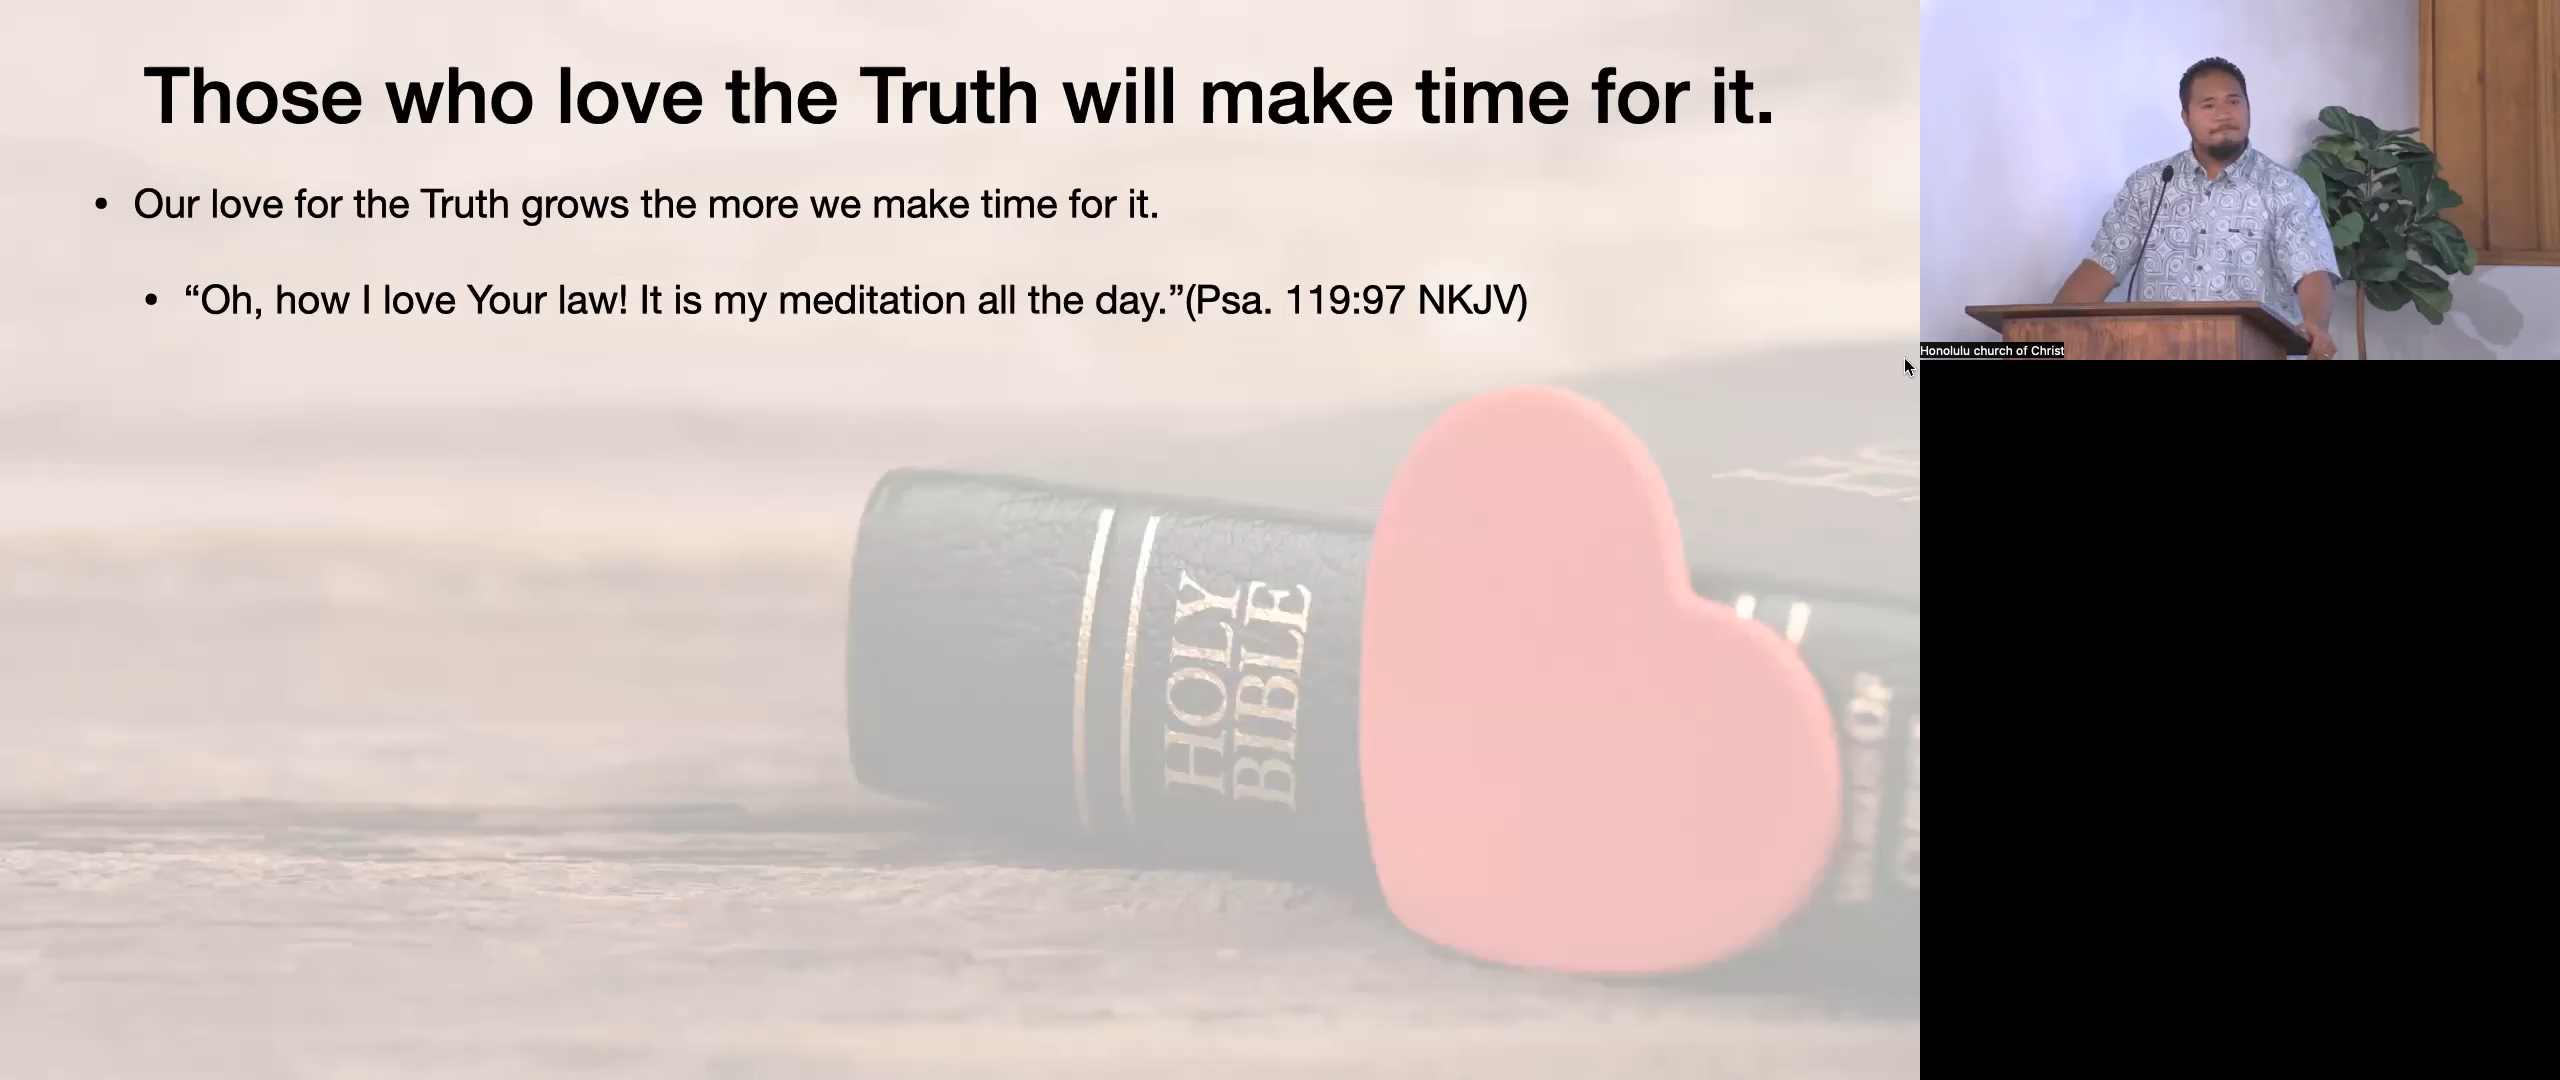 Those who love the Truth will make time for it.
• Our love for the Truth grows the more we make time for it.
• “Oh, how I love Your law! It is my meditation all the day.”(Psa. 119:97 NKJV)
HOLY
BIBLE
Honolulu church of Christ